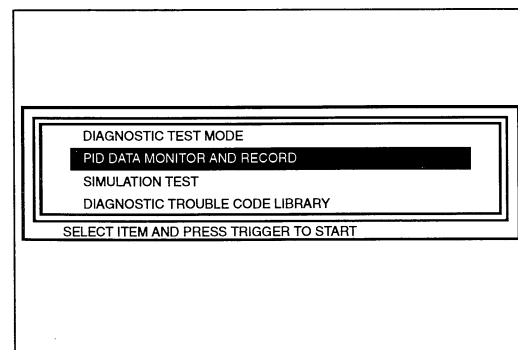 DIAGNOSTIC TEST MODE
PID DATA MONITOR AND RECORD
SIMULATION TEST
DIAGNOSTIC TROUBLE CODE LIBRARY
SELECT ITEM AND PRESS TRIGGER TO START